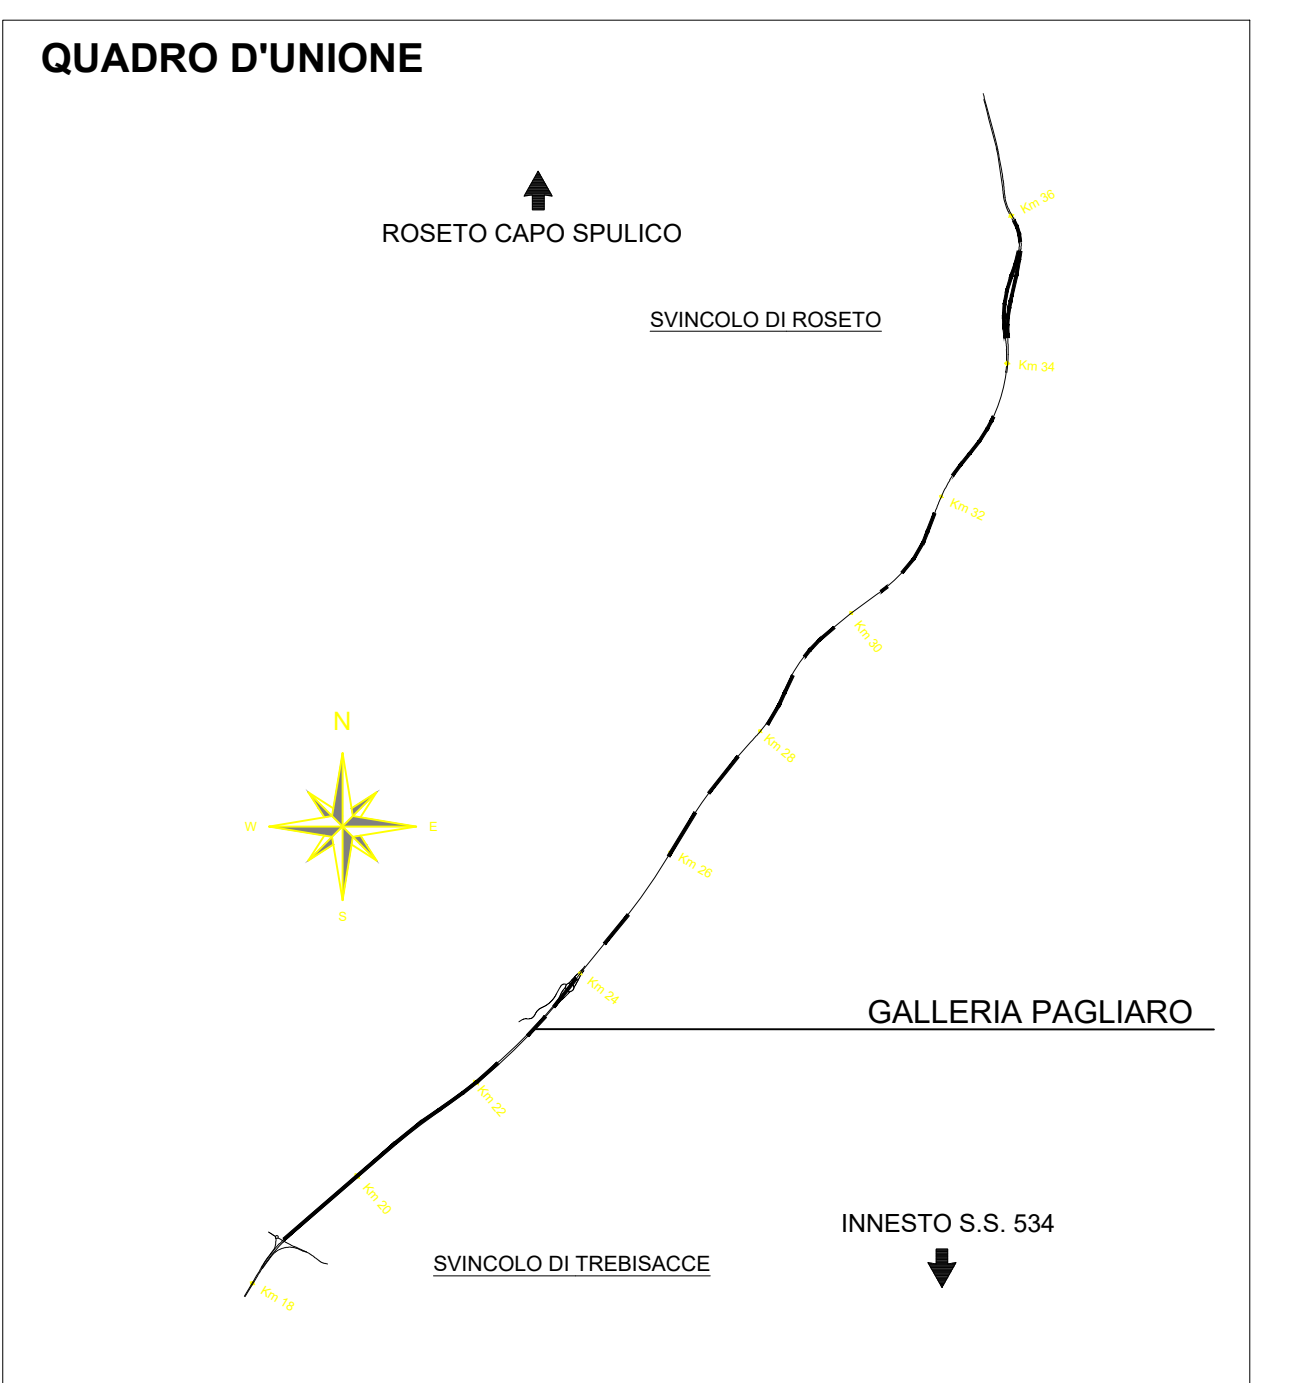 QUADRO D'UNIONE
Km 36
ROSETO CAPO SPULICO
SVINCOLO DI ROSETO
Km 34
Km 32
Km 30
N
Km 28
W
E
Km 26
S
Km 24
GALLERIA PAGLIARO
Km 22
Km 20
INNESTO S.S. 534
SVINCOLO DI TREBISACCE
Km 18